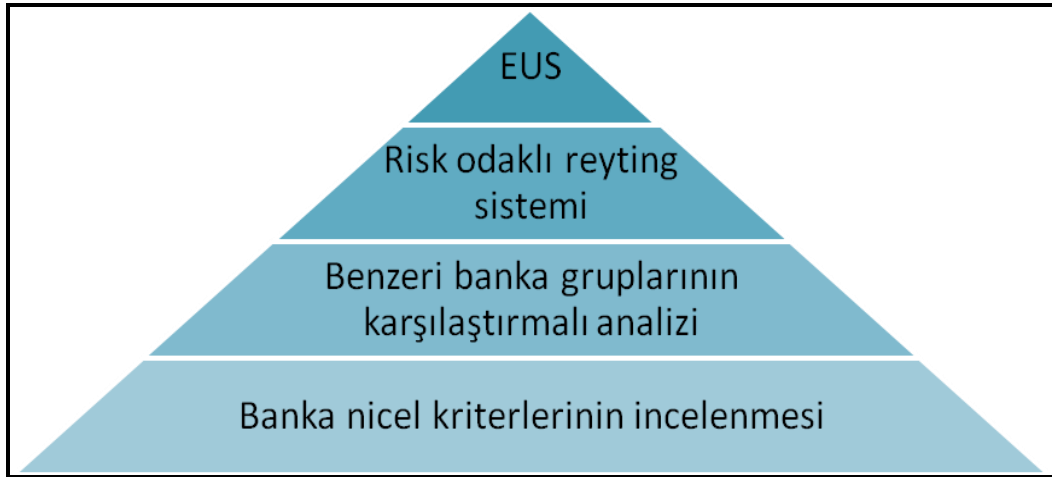 EUS
Risk odaklı reyting
sistemi
Benzeri banka gruplarının
karşılaştırmalı analizi
Banka nicel kriterlerinin incelenmesi